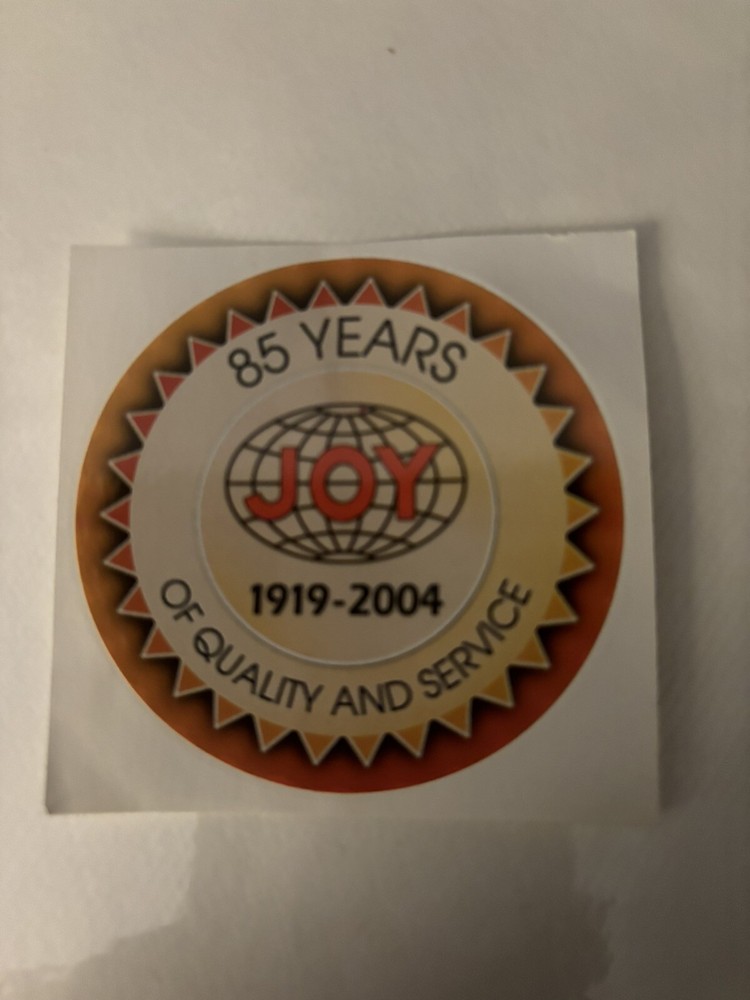 85 YEARS
JOY
1919-2004
OF QUALITY AND SERVICE